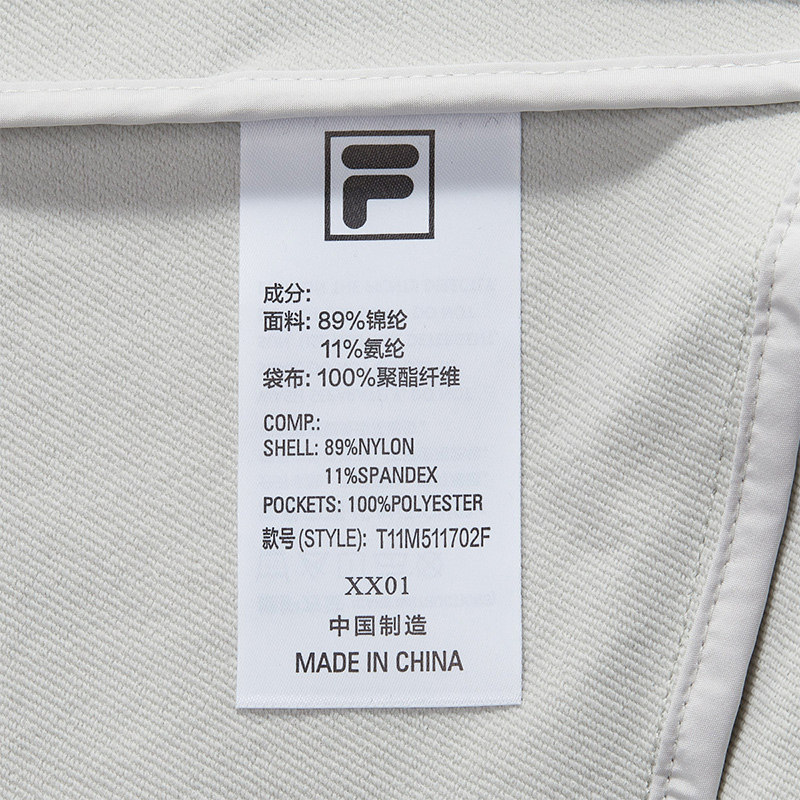 F
成分:
面料: 89%锦纶
11%氨纶
袋布: 100%聚酯纤维
COMP.:
SHELL: 89%NYLON
11%SPANDEX
POCKETS: 100%POLYESTER
款号(STYLE): T11M511702F
XX01
中国制造
MADE IN CHINA